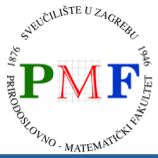 SVEUČILIŠTE U ZAGREBU
1876
1946
PMF
PRIRODOSLOVNO - MATEMATIČKI FAKULTET